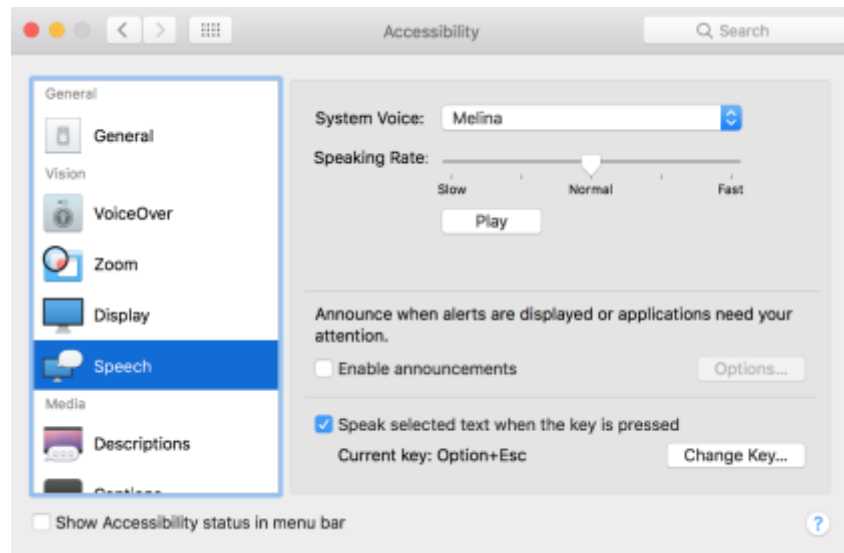 Accessibility
Search
General
General
Vision
VoiceOver
Zoom
Display
Speech
Media
Descriptions
System Voice: Melina
Speaking Rate:
Slow Normal Fast
Play
Announce when alerts are displayed or applications need your
attention.
Enable announcements Options...
Speak selected text when the key is pressed
Current key: Option+Esc Change Key...
Show Accessibility status in menu bar
?